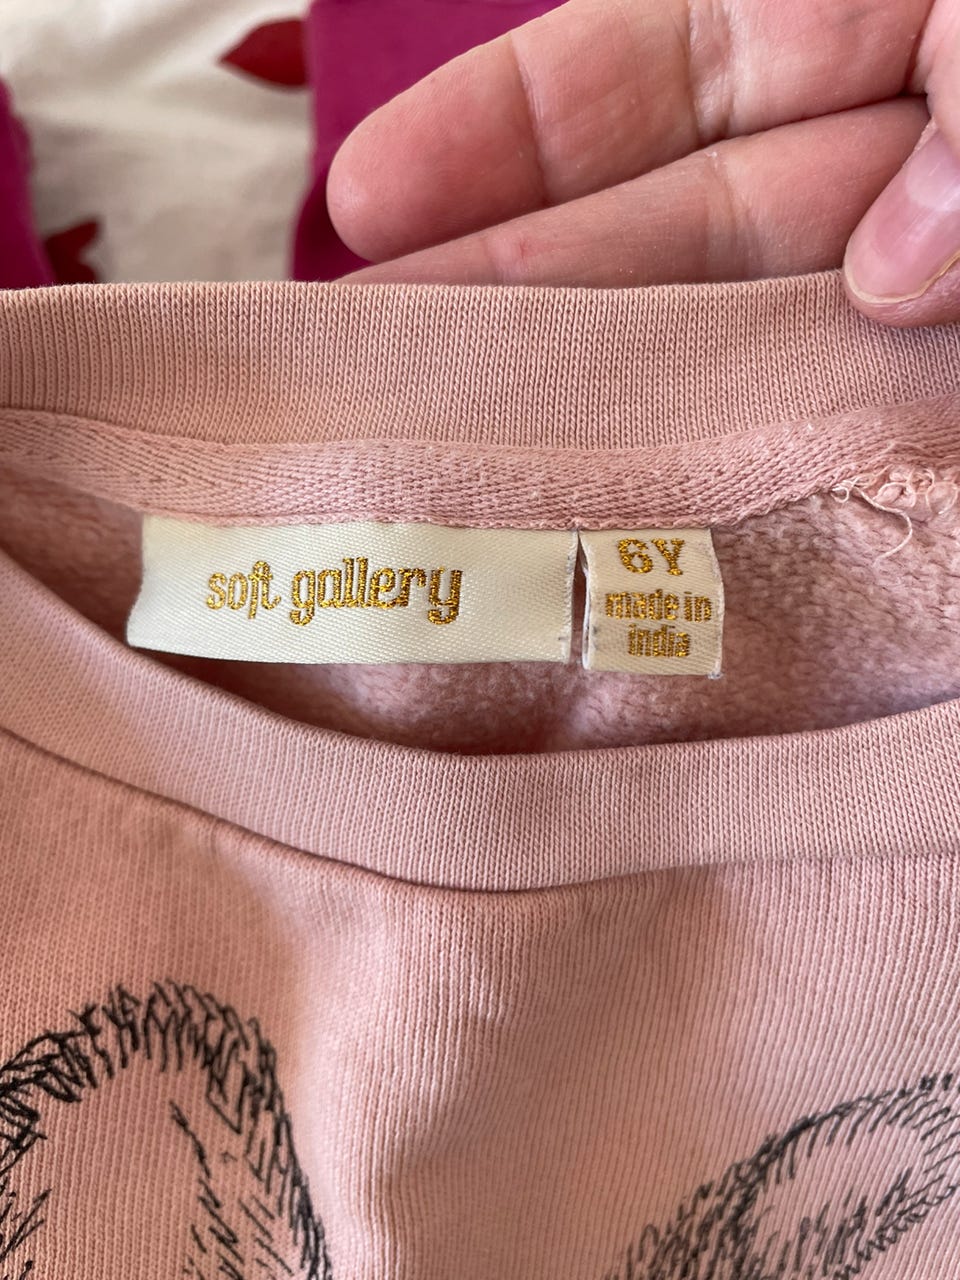 soft gallery
6Y
made in
india